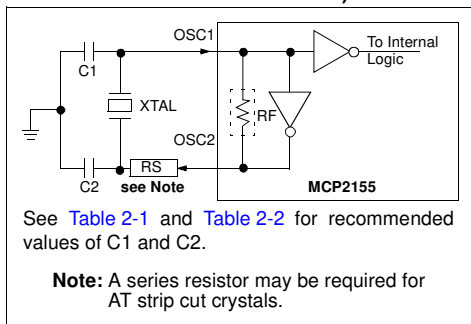 OSC1
To Internal
Logic
C1
XTAL
RF
OSC2
RS
C2
see Note
MCP2155
See Table 2-1 and Table 2-2 for recommended
values of C1 and C2.
Note: A series resistor may be required for
AT strip cut crystals.